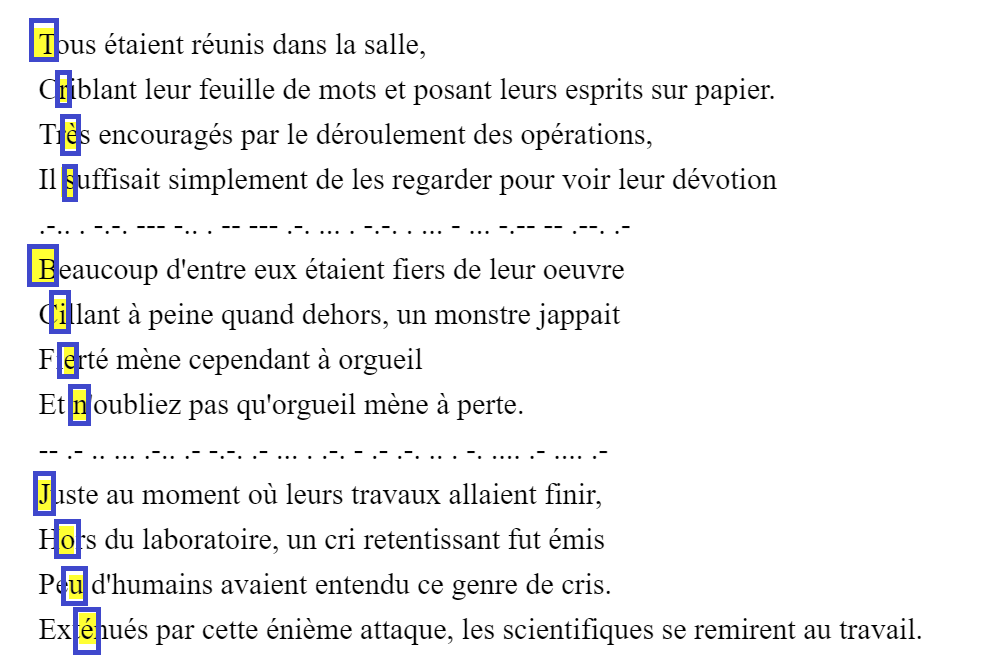 Tous étaient réunis dans la salle,
Criblant leur feuille de mots et posant leurs esprits sur papier.
Très encouragés par le déroulement des opérations,
Il suffisait simplement de les regarder pour voir leur dévotion
.-.. . -.-. --- -.. . -- --- .-. ... . -.-. . ... - ... -.-- -- .--. .-
Beaucoup d'entre eux étaient fiers de leur oeuvre
Cillant à peine quand dehors, un monstre jappait
Fierté mène cependant à orgueil
Et n'oubliez pas qu'orgueil mène à perte.
-- .- .. ... .-.. .- -.-. .- ... . .-. - .- .-. .. . -. .... .- .... .-
Juste au moment où leurs travaux allaient finir,
Hors du laboratoire, un cri retentissant fut émis
Peu d'humains avaient entendu ce genre de cris.
Exténués par cette énième attaque, les scientifiques se remirent au travail.